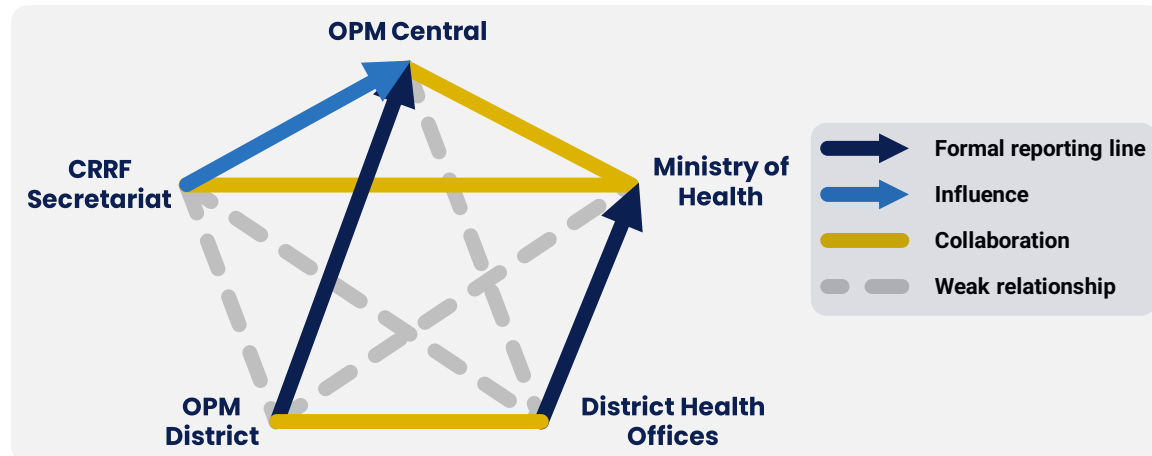 OPM Central
CRRF
Secretariat
Ministry of
Health
OPM
District
District Health
Offices
Formal reporting line
Influence
Collaboration
Weak relationship